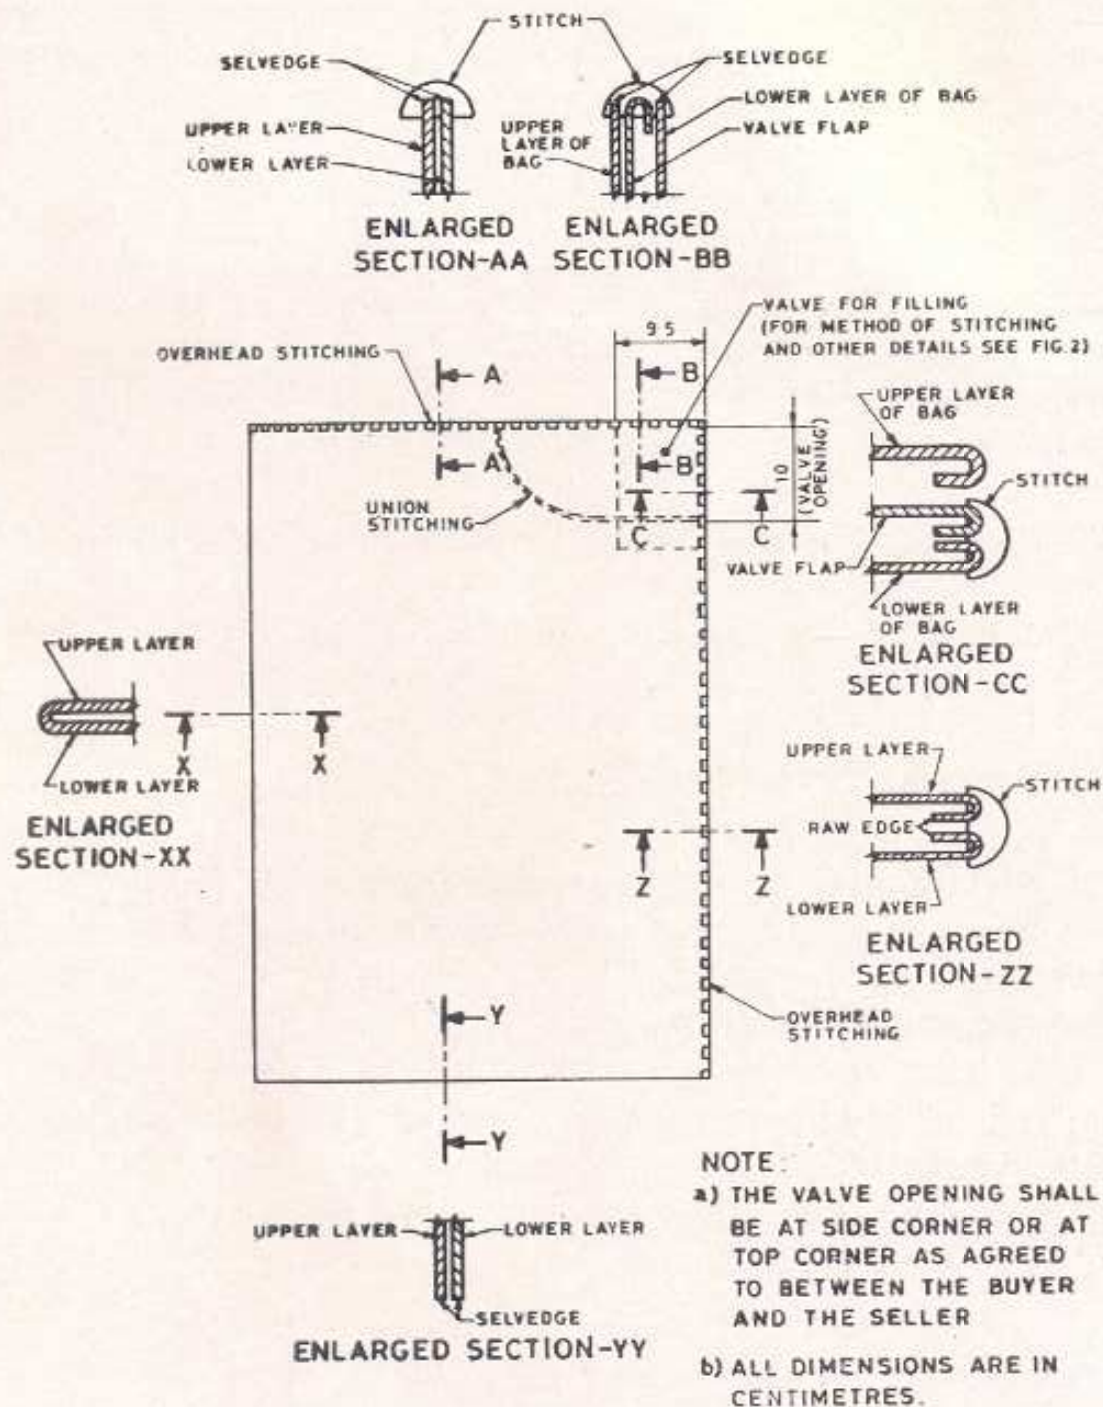 STITCH
SELVEDGE
SELVEDGE
UPPER LAYER
LOWER LAYER
UPPER
LAYER OF
BAG
LOWER LAYER OF BAG
VALVE FLAP
ENLARGED
SECTION-AA
ENLARGED
SECTION-BB
OVERHEAD STITCHING
A
A
9.5
B
B
VALVE FOR FILLING
(FOR METHOD OF STITCHING
AND OTHER DETAILS SEE FIG.2)
UNION
STITCHING
C
C
10
(VALVE
OPENING)
UPPER LAYER
OF BAG
STITCH
VALVE FLAP
LOWER LAYER
OF BAG
ENLARGED
SECTION-CC
UPPER LAYER
LOWER LAYER
X
X
ENLARGED
SECTION-XX
UPPER LAYER
STITCH
RAW EDGE
LOWER LAYER
Z
Z
ENLARGED
SECTION-ZZ
OVERHEAD
STITCHING
Y
Y
UPPER LAYER
LOWER LAYER
SELVEDGE
ENLARGED SECTION-YY
NOTE:
a) THE VALVE OPENING SHALL
BE AT SIDE CORNER OR AT
TOP CORNER AS AGREED
TO BETWEEN THE BUYER
AND THE SELLER
b) ALL DIMENSIONS ARE IN
CENTIMETRES.